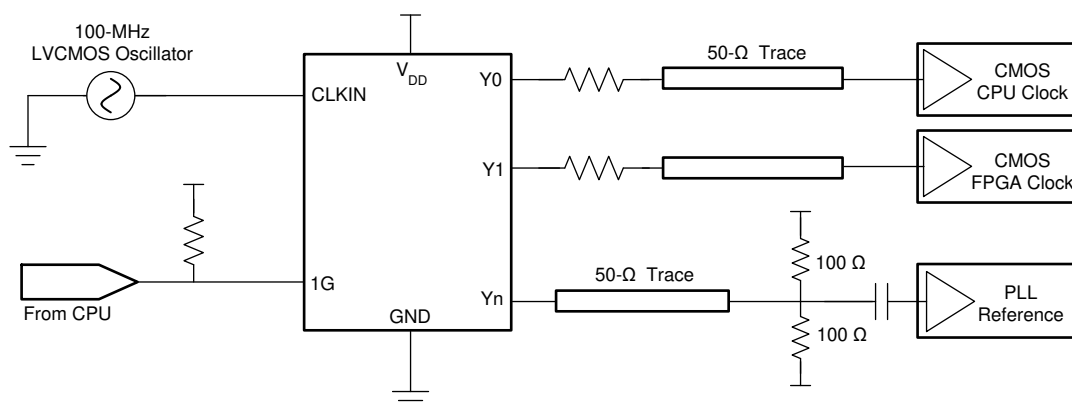 100-MHz
LVCMOS Oscillator
VDD
CLKIN
1G
GND
Y0
Y1
Yn
From CPU
50-Ω Trace
CMOS
CPU Clock
CMOS
FPGA Clock
50-Ω Trace
100 Ω
100 Ω
PLL
Reference